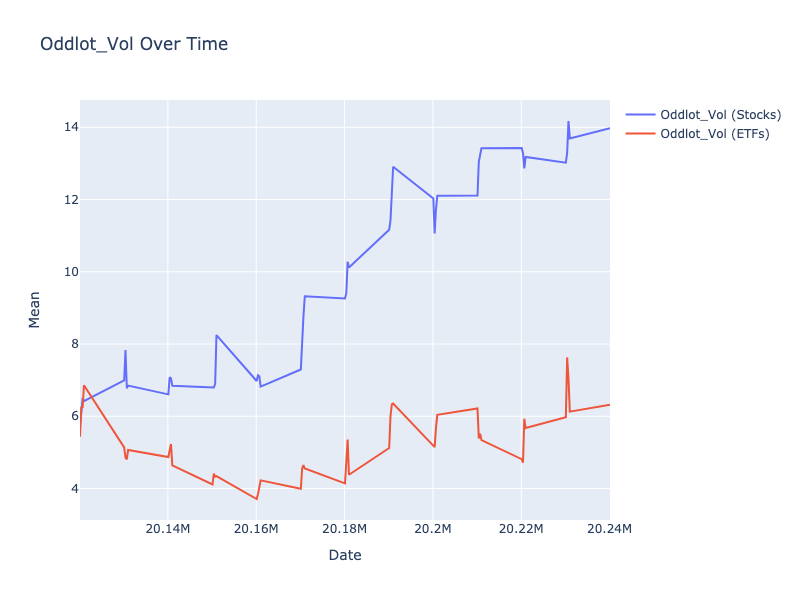 Oddlot_Vol Over Time
Oddlot_Vol (Stocks)
Oddlot_Vol (ETFs)
14
12
10
8
6
4
Mean
20.14M
20.16M
20.18M
20.2M
20.22M
20.24M
Date